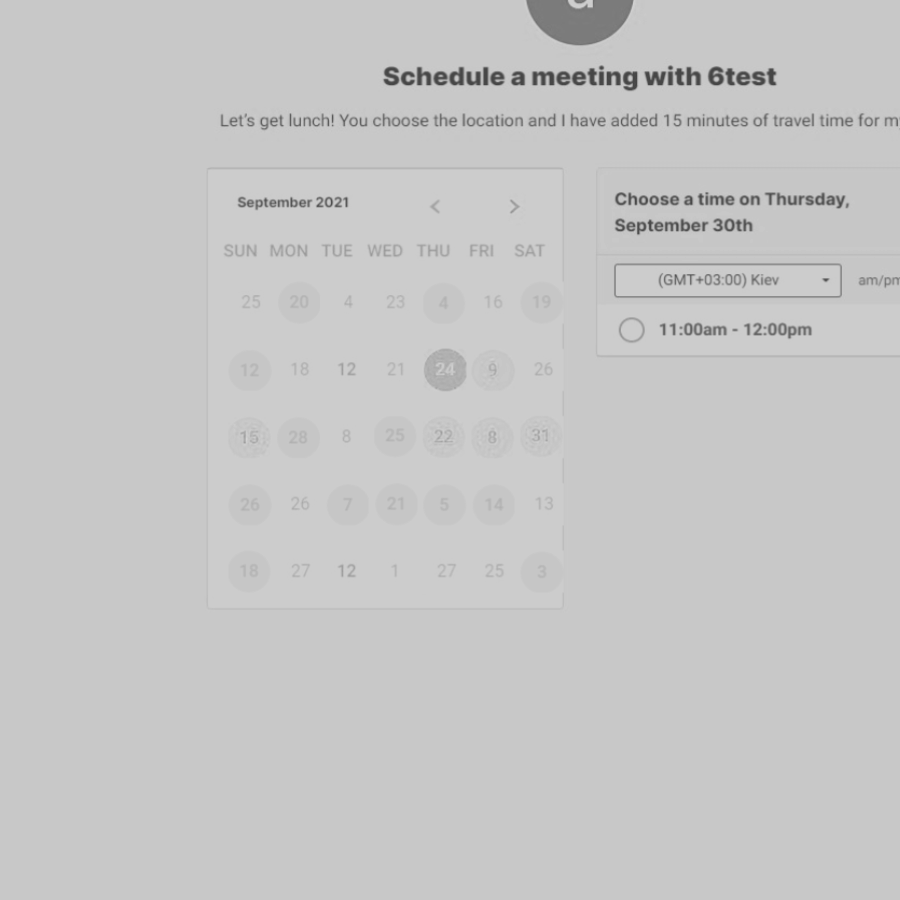 a
Schedule a meeting with 6test
Let's get lunch! You choose the location and I have added 15 minutes of travel time for
September 2021
SUN MON TUE WED THU FRI SAT
25 20 4 23 4 16 19
12 18 12 21 24 9 26
15 28 8 25 22 8 31
26 26 7 21 5 14 13
18 27 12 1 27 25 3
Choose a time on Thursday,
September 30th
(GMT+03:00) Kiev am/pm
11:00am - 12:00pm